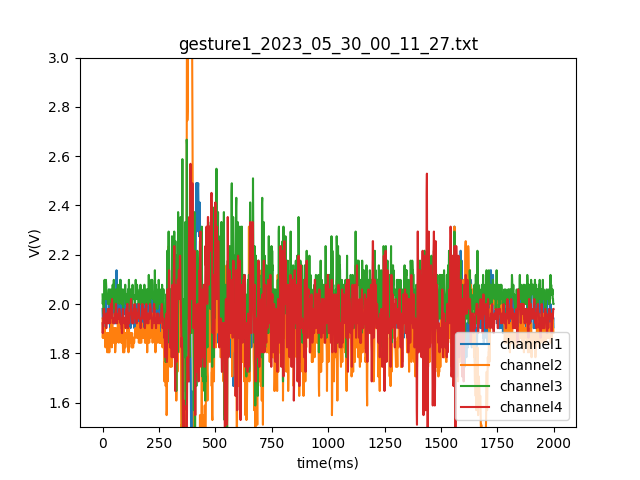 gesture1_2023_05_30_00_11_27.txt
V(V)
3.0
2.8
2.6
2.4
2.2
2.0
1.8
1.6
channel1
channel2
channel3
channel4
0 250 500 750 1000 1250 1500 1750 2000
time(ms)